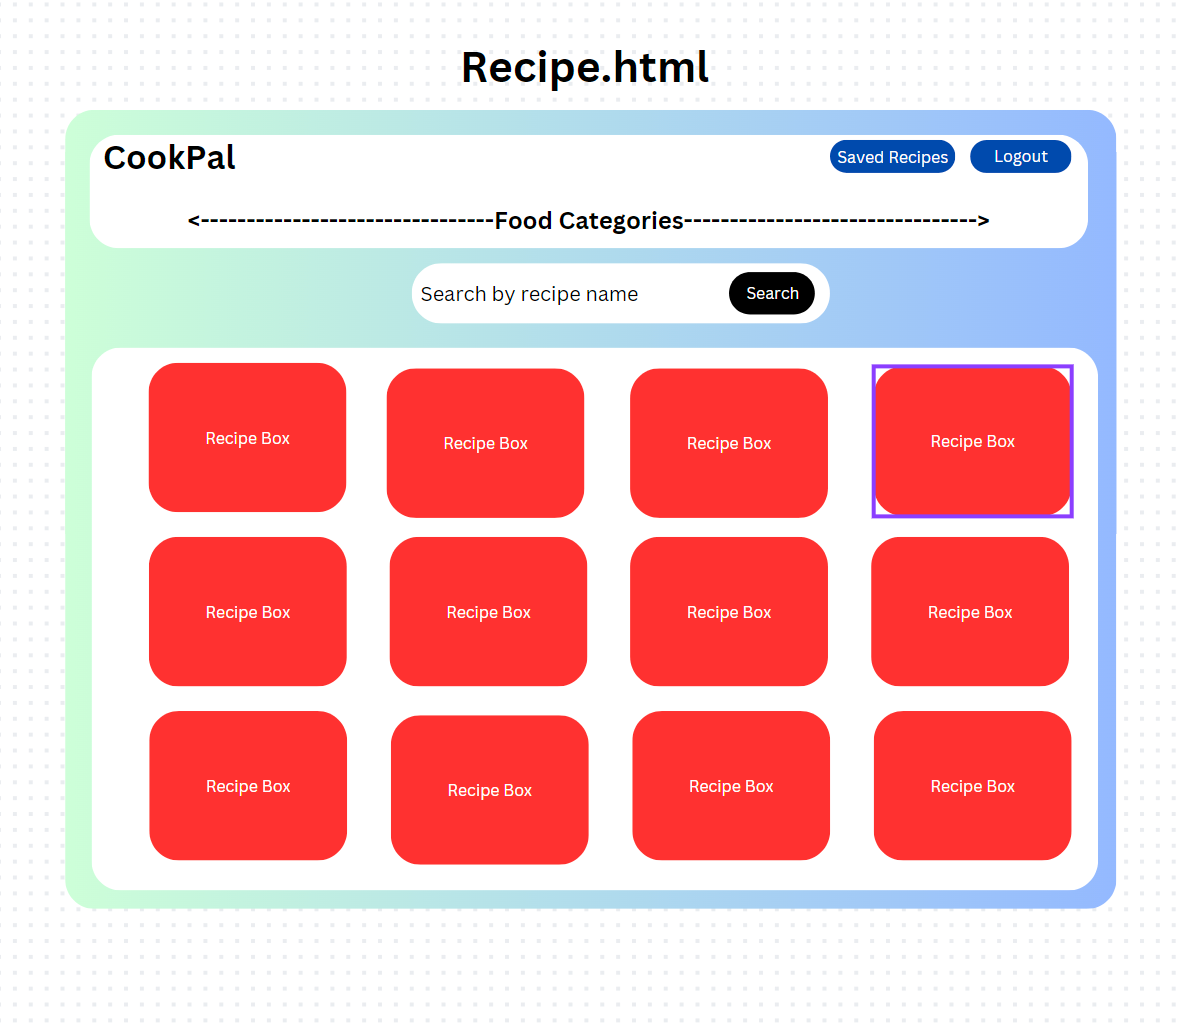 Recipe.html
CookPal
Saved Recipes
Logout
<--------------------------------Food Categories-------------------------------->
Search by recipe name
Search
Recipe Box
Recipe Box
Recipe Box
Recipe Box
Recipe Box
Recipe Box
Recipe Box
Recipe Box
Recipe Box
Recipe Box
Recipe Box
Recipe Box